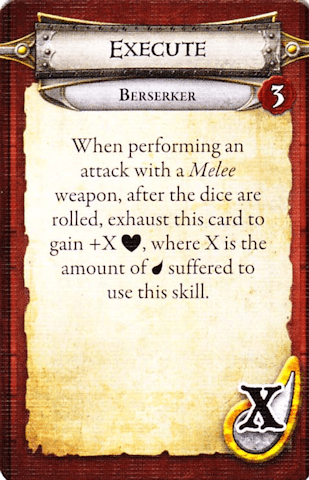 Execute
Berserker
3
When performing an
attack with a Melee
weapon, after the dice are
rolled, exhaust this card to
gain +X ♥, where X is the
amount of suffered to
use this skill.
X